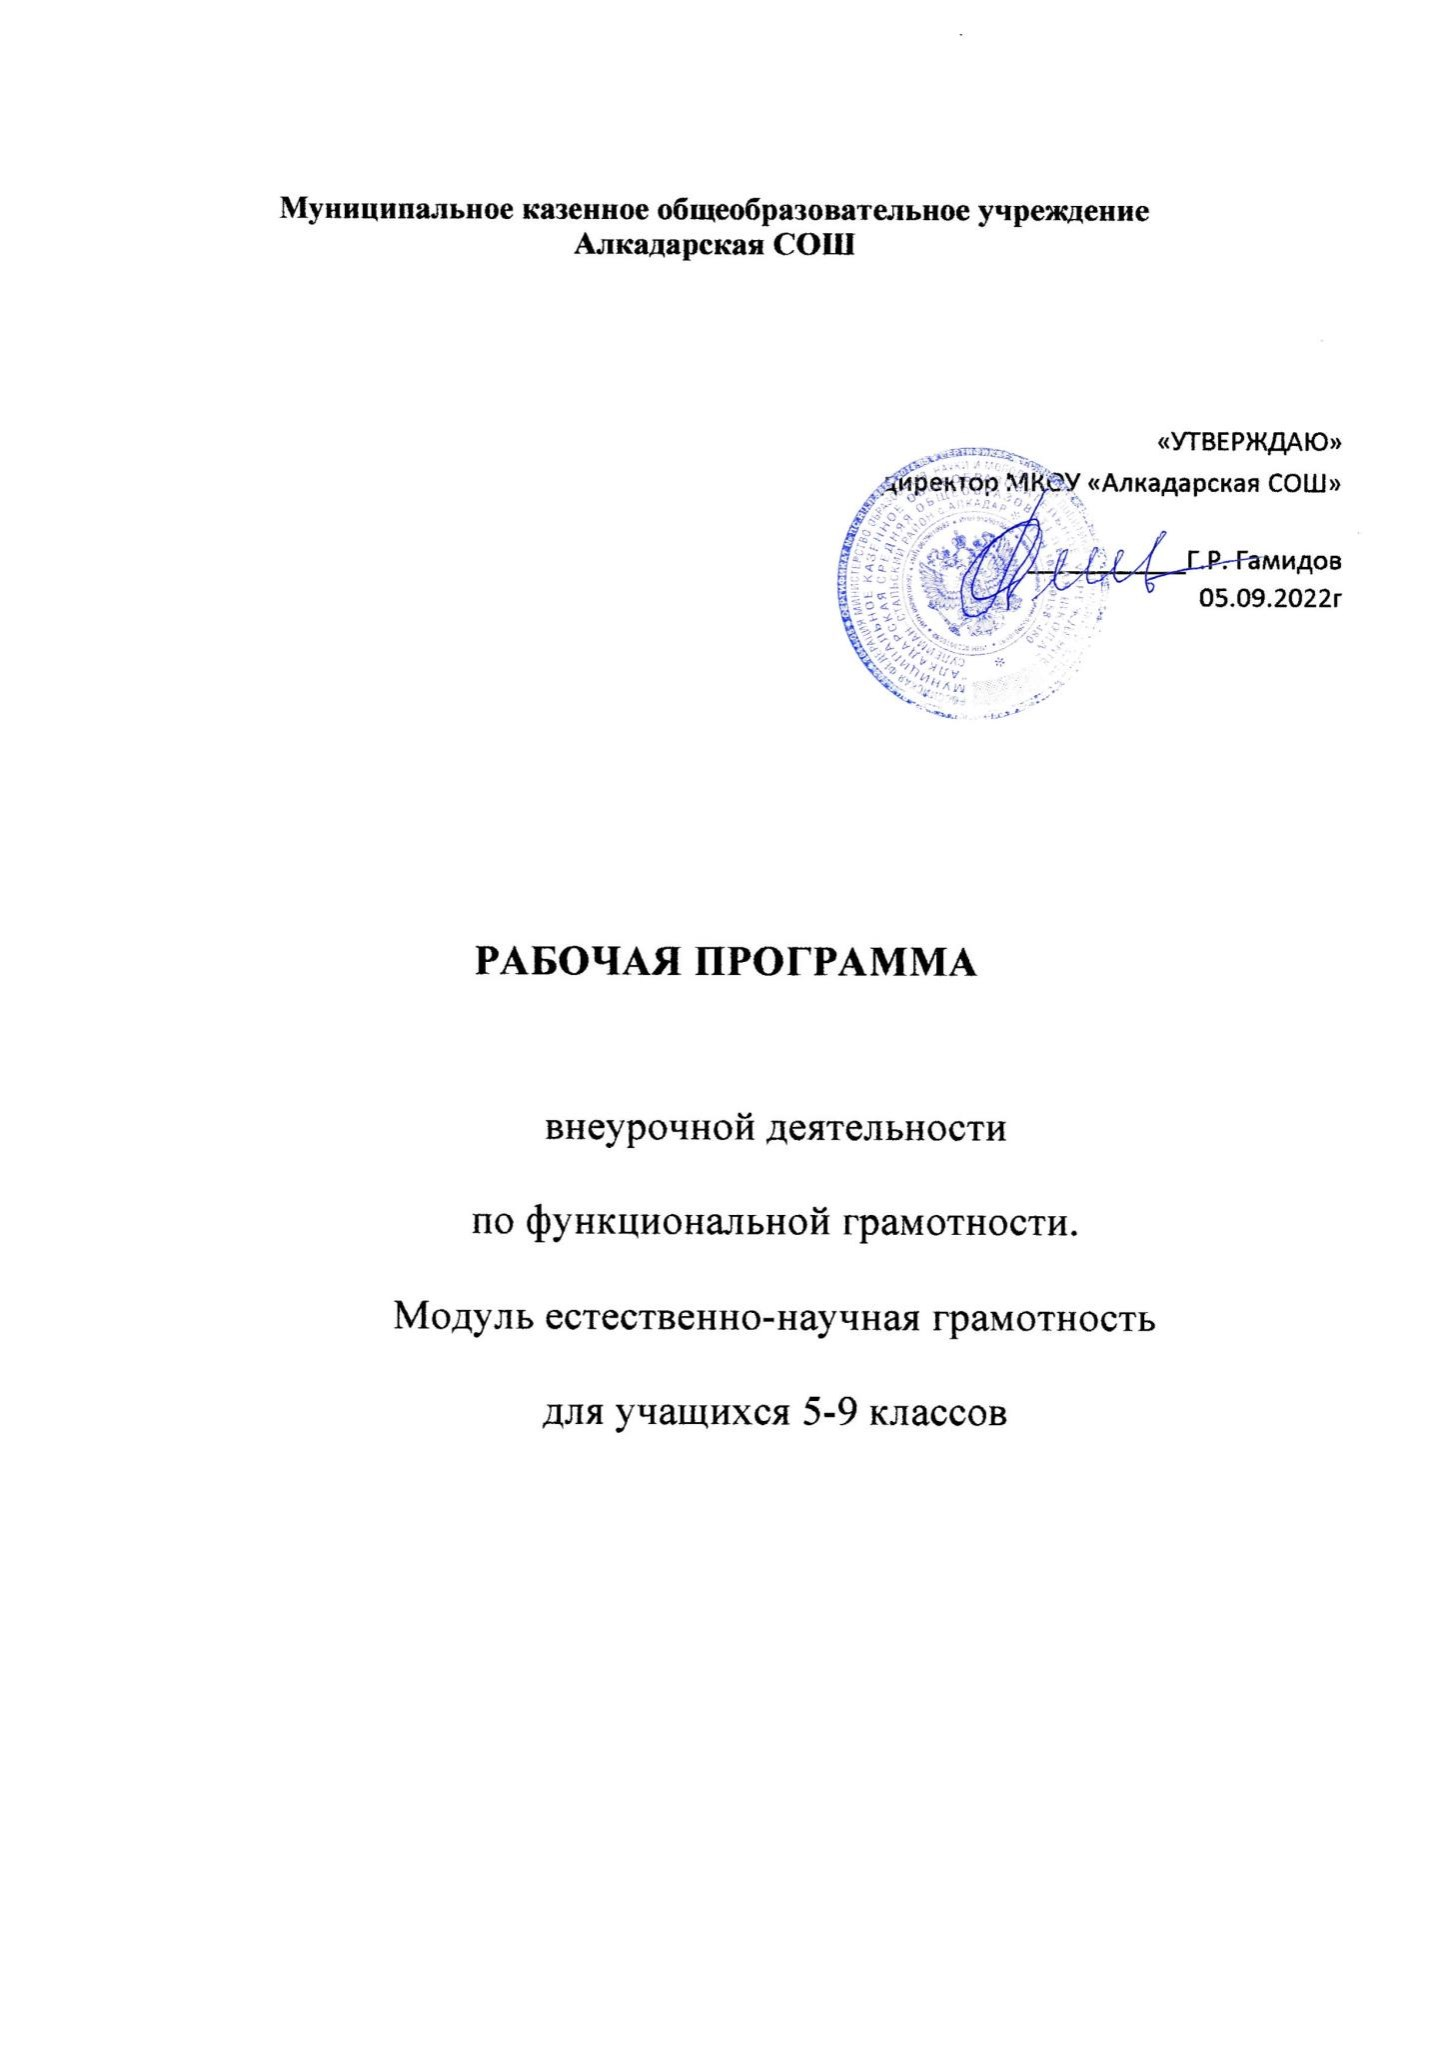 Муниципальное казенное общеобразовательное учреждение
Алкадарская СОШ
«УТВЕРЖДАЮ»
директор МКОУ «Алкадарская СОШ»
Г.Р. Гамидов
05.09.2022г
РАБОЧАЯ ПРОГРАММА
внеурочной деятельности
по функциональной грамотности.
Модуль естественно-научная грамотность
для учащихся 5-9 классов